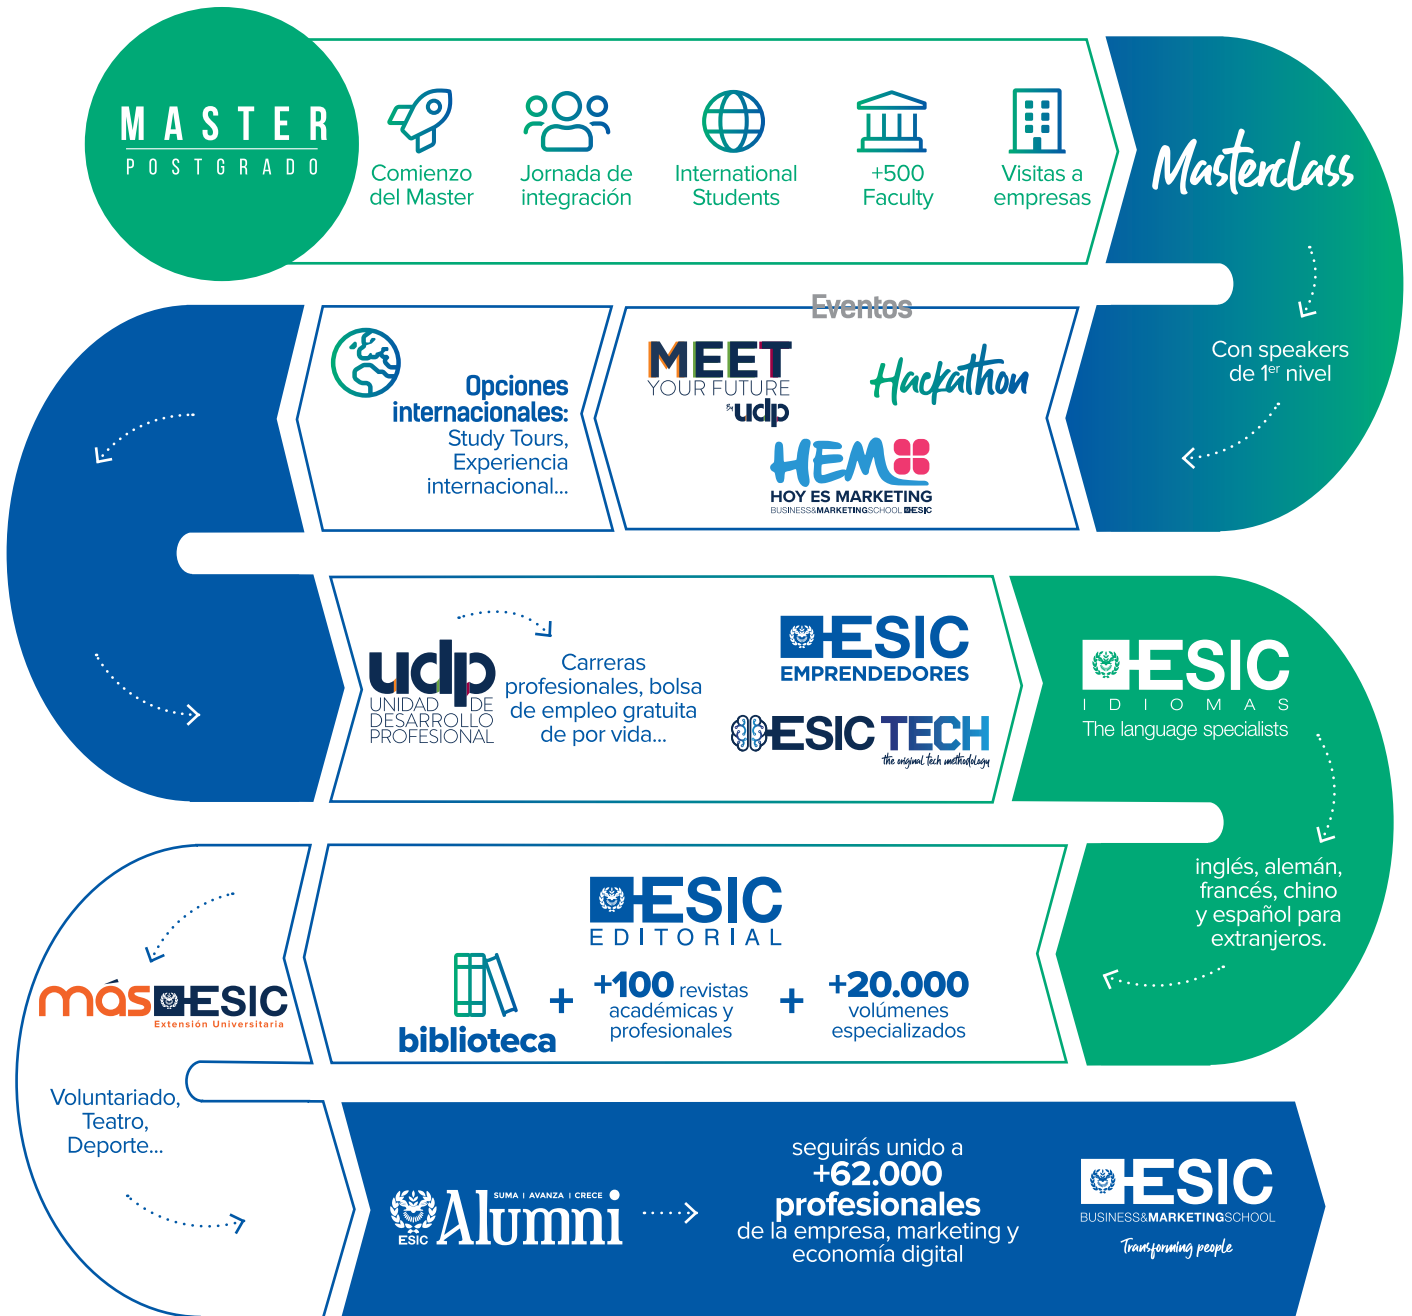 MASTER
POSTGRADO
Comienzo
del Master
Jornada de
integración
International
Students
+500
Faculty
Visitas a
empresas
Masterclass
Con speakers
de 1er nivel
Eventos
MEET
YOUR FUTURE
By udp
Hackathon
HEM
HOY ES MARKETING
BUSINESS&MARKETINGSCHOOL ESIC
Opciones
internacionales:
Study Tours,
Experiencia
internacional...
udp
UNIDAD DE
DESARROLLO
PROFESIONAL
Carreras
profesionales, bolsa
de empleo gratuita
de por vida...
ESIC
EMPRENDEDORES
ESIC TECH
the original tech methodology
ESIC
IDIOMAS
The language specialists
inglés, alemán,
francés, chino
y español para
extranjeros.
ESIC
EDITORIAL
biblioteca
+
+100 revistas
académicas y
profesionales
+
+20.000
volúmenes
especializados
más ESIC
Extensión Universitaria
Voluntariado,
Teatro,
Deporte...
ESIC
SUMA | AVANZA | CRECE
Alumni
seguirás unido a
+62.000
profesionales
de la empresa, marketing y
economía digital
ESIC
BUSINESS&MARKETINGSCHOOL
Transforming people